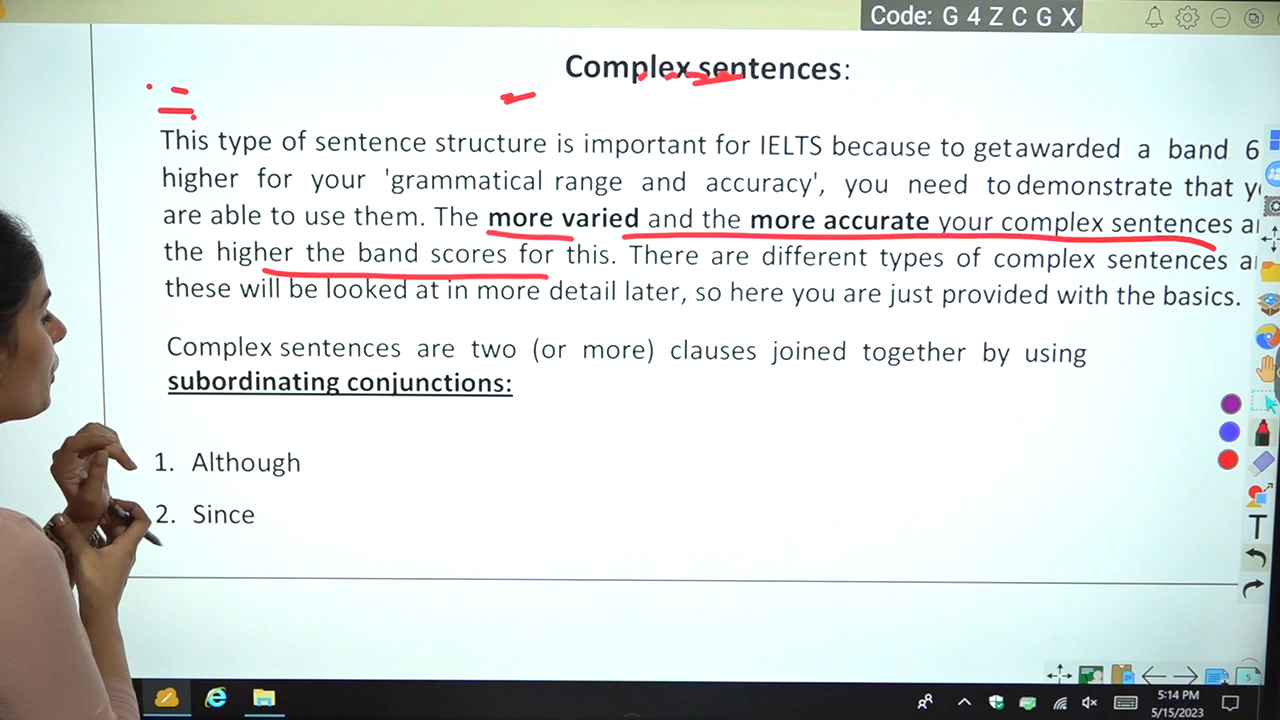 Code: G 4 Z C G X
Complex sentences:
This type of sentence structure is important for IELTS because to get awarded a band 6
higher for your 'grammatical range and accuracy', you need to demonstrate that
are able to use them. The more varied and the more accurate your complex sentences
the higher the band scores for this. There are different types of complex sentences
these will be looked at in more detail later, so here you are just provided with the basics.
Complex sentences are two (or more) clauses joined together by using
subordinating conjunctions:
1. Although
2. Since
T
5:14 PM
5/15/2023